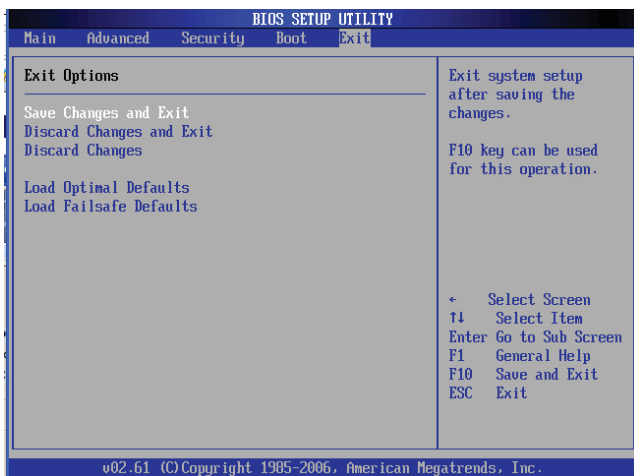 BIOS SETUP UTILITY
Main Advanced Security Boot Exit
Exit Options
Save Changes and Exit
Discard Changes and Exit
Discard Changes
Load Optimal Defaults
Load Failsafe Defaults
Exit system setup
after saving the
changes.
F10 key can be used
for this operation.
← Select Screen
↑↓ Select Item
Enter Go to Sub Screen
F1 General Help
F10 Save and Exit
ESC Exit
v02.61 (C)Copyright 1985-2006, American Megatrends, Inc.